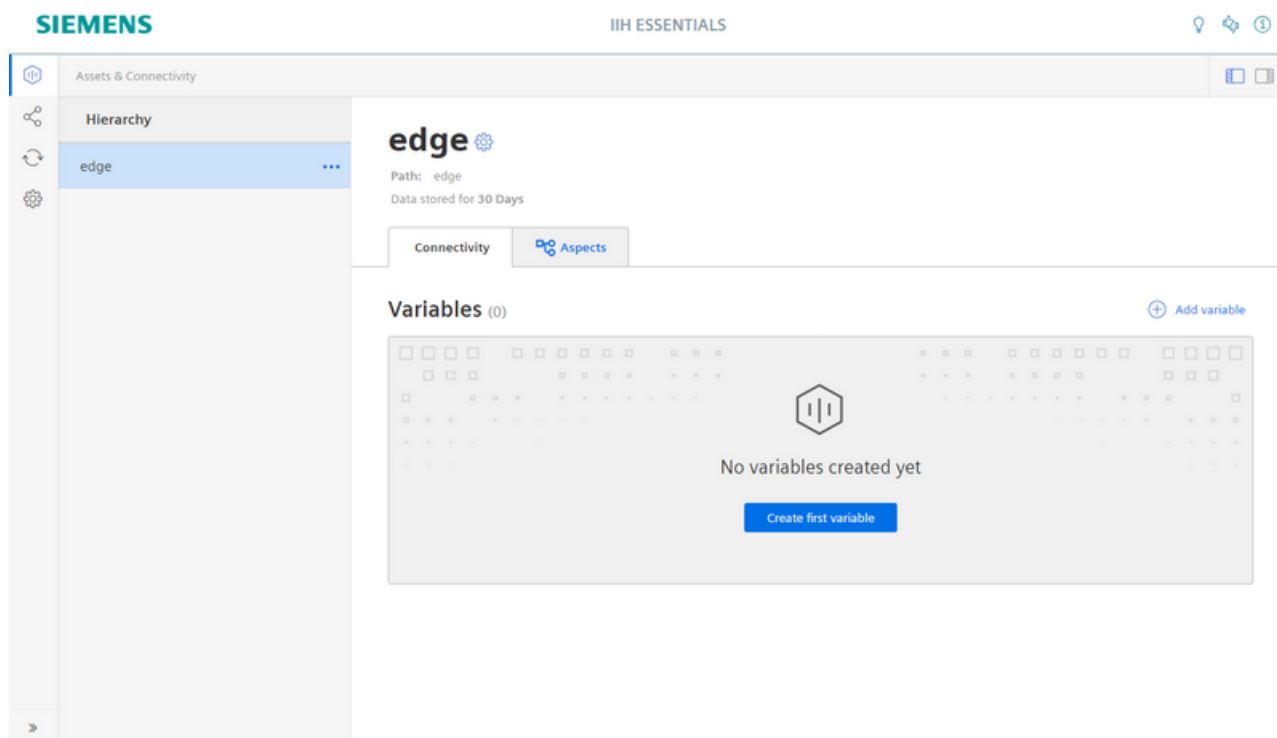 SIEMENS
IIH ESSENTIALS
Assets & Connectivity
Hierarchy
edge
edge
Path: edge
Data stored for 30 Days
Connectivity
Aspects
Variables (0)
Add variable
No variables created yet
Create first variable